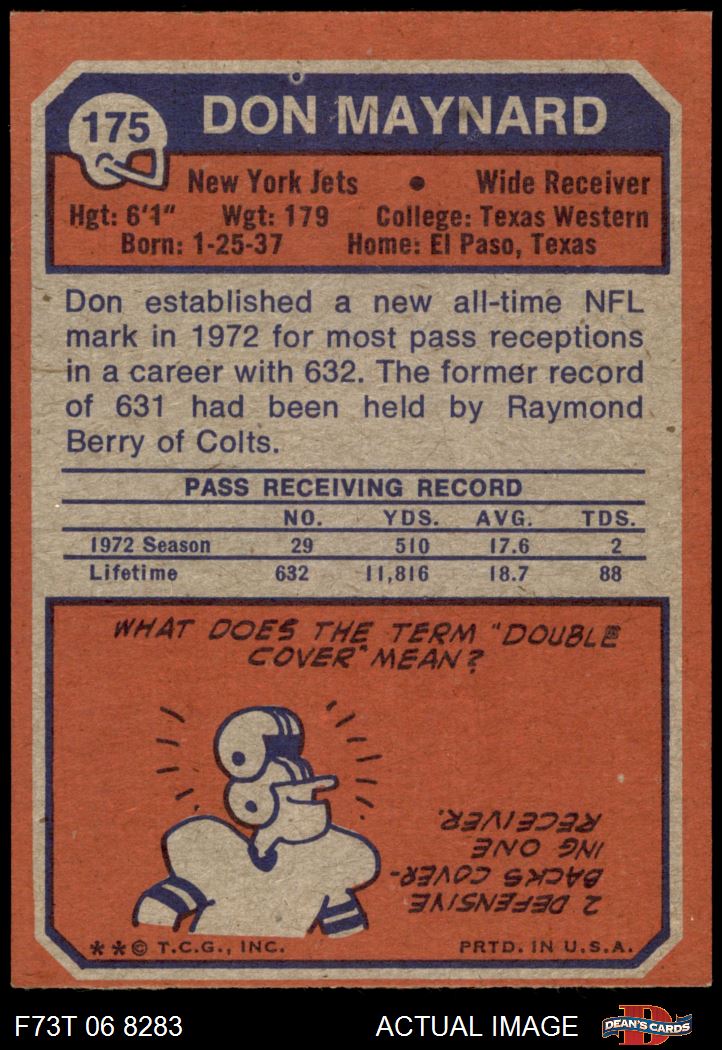 175
DON MAYNARD
New York Jets • Wide Receiver
Hgt: 6'1" Wgt: 179 College: Texas Western
Born: 1-25-37 Home: El Paso, Texas
Don established a new all-time NFL
mark in 1972 for most pass receptions
in a career with 632. The former record
of 631 had been held by Raymond
Berry of Colts.
PASS RECEIVING RECORD
NO. YDS. AVG. TDS.
1972 Season 29 510 17.6 2
Lifetime 632 11,816 18.7 88
WHAT DOES THE TERM "DOUBLE
COVER" MEAN?
2 DEFENSIVE
BACKS COVER-
ING ONE
RECEIVER.
**© T.C.G., INC. PRTD. IN U.S.A.
F73T 06 8283 ACTUAL IMAGE
D
DEAN'S CARDS